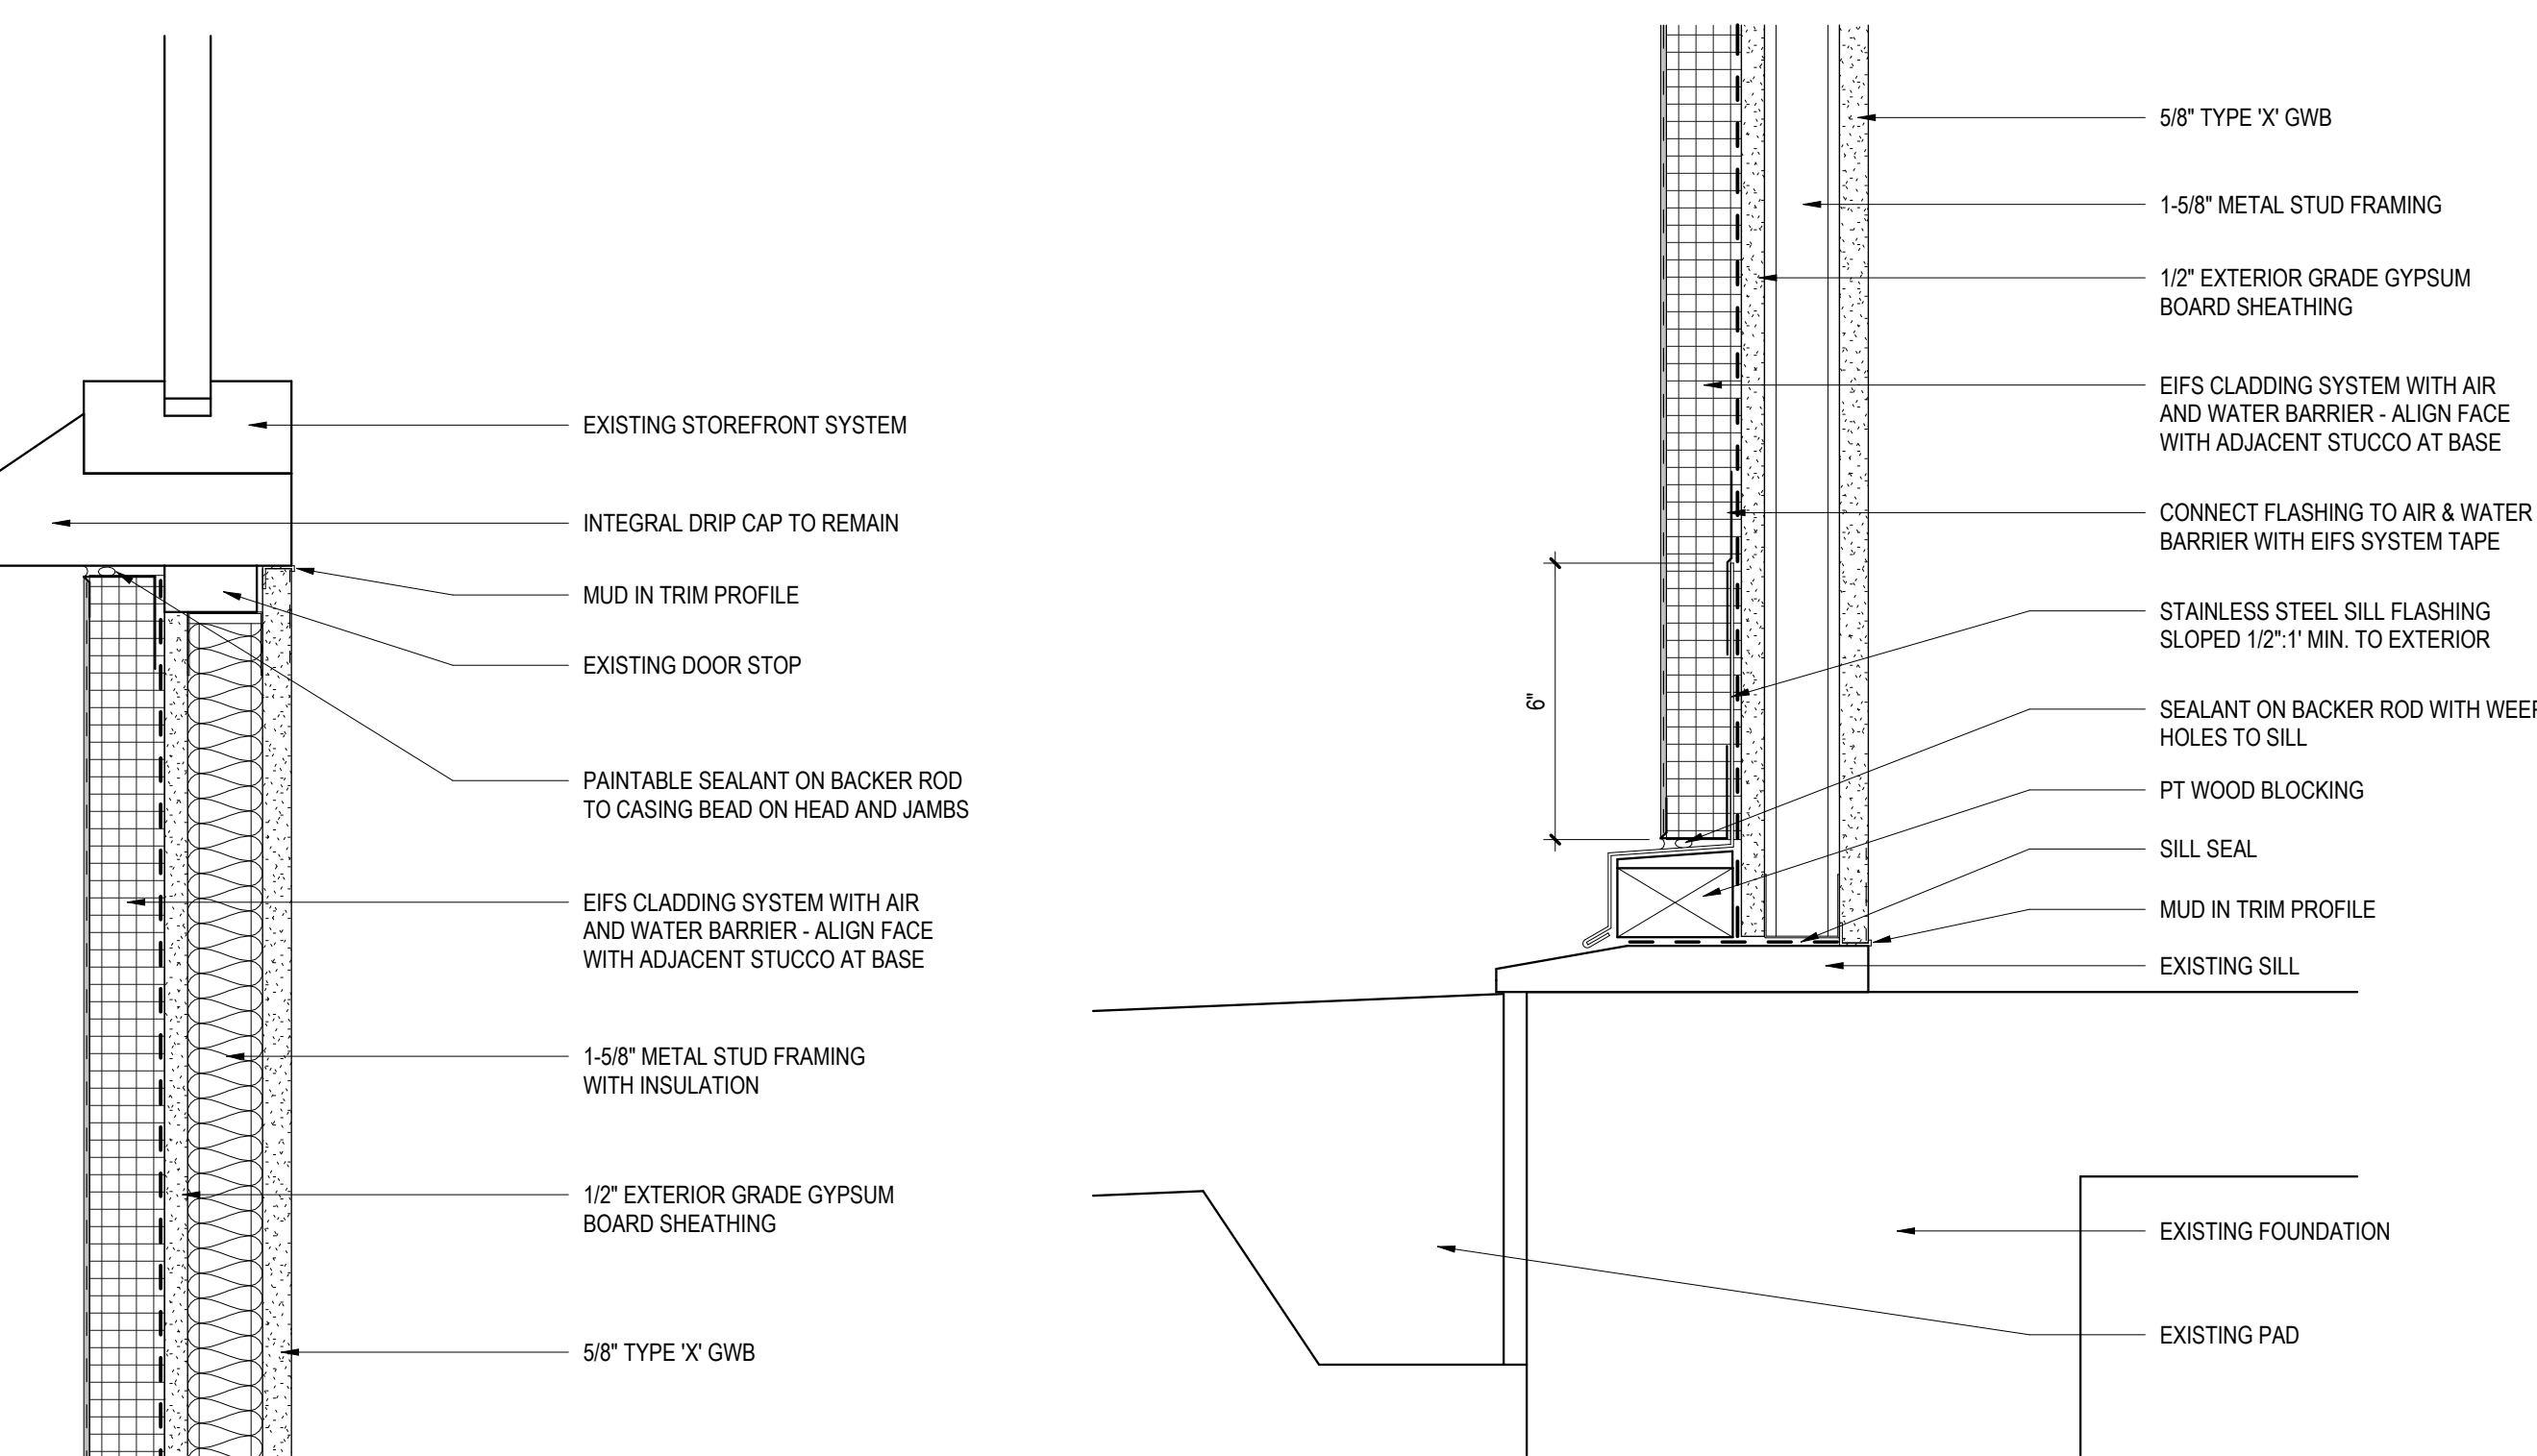 EXISTING STOREFRONT SYSTEM
INTEGRAL DRIP CAP TO REMAIN
MUD IN TRIM PROFILE
EXISTING DOOR STOP
PAINTABLE SEALANT ON BACKER ROD
TO CASING BEAD ON HEAD AND JAMBS
EIFS CLADDING SYSTEM WITH AIR
AND WATER BARRIER - ALIGN FACE
WITH ADJACENT STUCCO AT BASE
1-5/8" METAL STUD FRAMING
WITH INSULATION
1/2" EXTERIOR GRADE GYPSUM
BOARD SHEATHING
5/8" TYPE 'X' GWB
5/8" TYPE 'X' GWB
1-5/8" METAL STUD FRAMING
1/2" EXTERIOR GRADE GYPSUM
BOARD SHEATHING
EIFS CLADDING SYSTEM WITH AIR
AND WATER BARRIER - ALIGN FACE
WITH ADJACENT STUCCO AT BASE
CONNECT FLASHING TO AIR & WATER
BARRIER WITH EIFS SYSTEM TAPE
STAINLESS STEEL SILL FLASHING
SLOPED 1/2":1' MIN. TO EXTERIOR
6"
SEALANT ON BACKER ROD WITH WEEP
HOLES TO SILL
PT WOOD BLOCKING
SILL SEAL
MUD IN TRIM PROFILE
EXISTING SILL
EXISTING FOUNDATION
EXISTING PAD